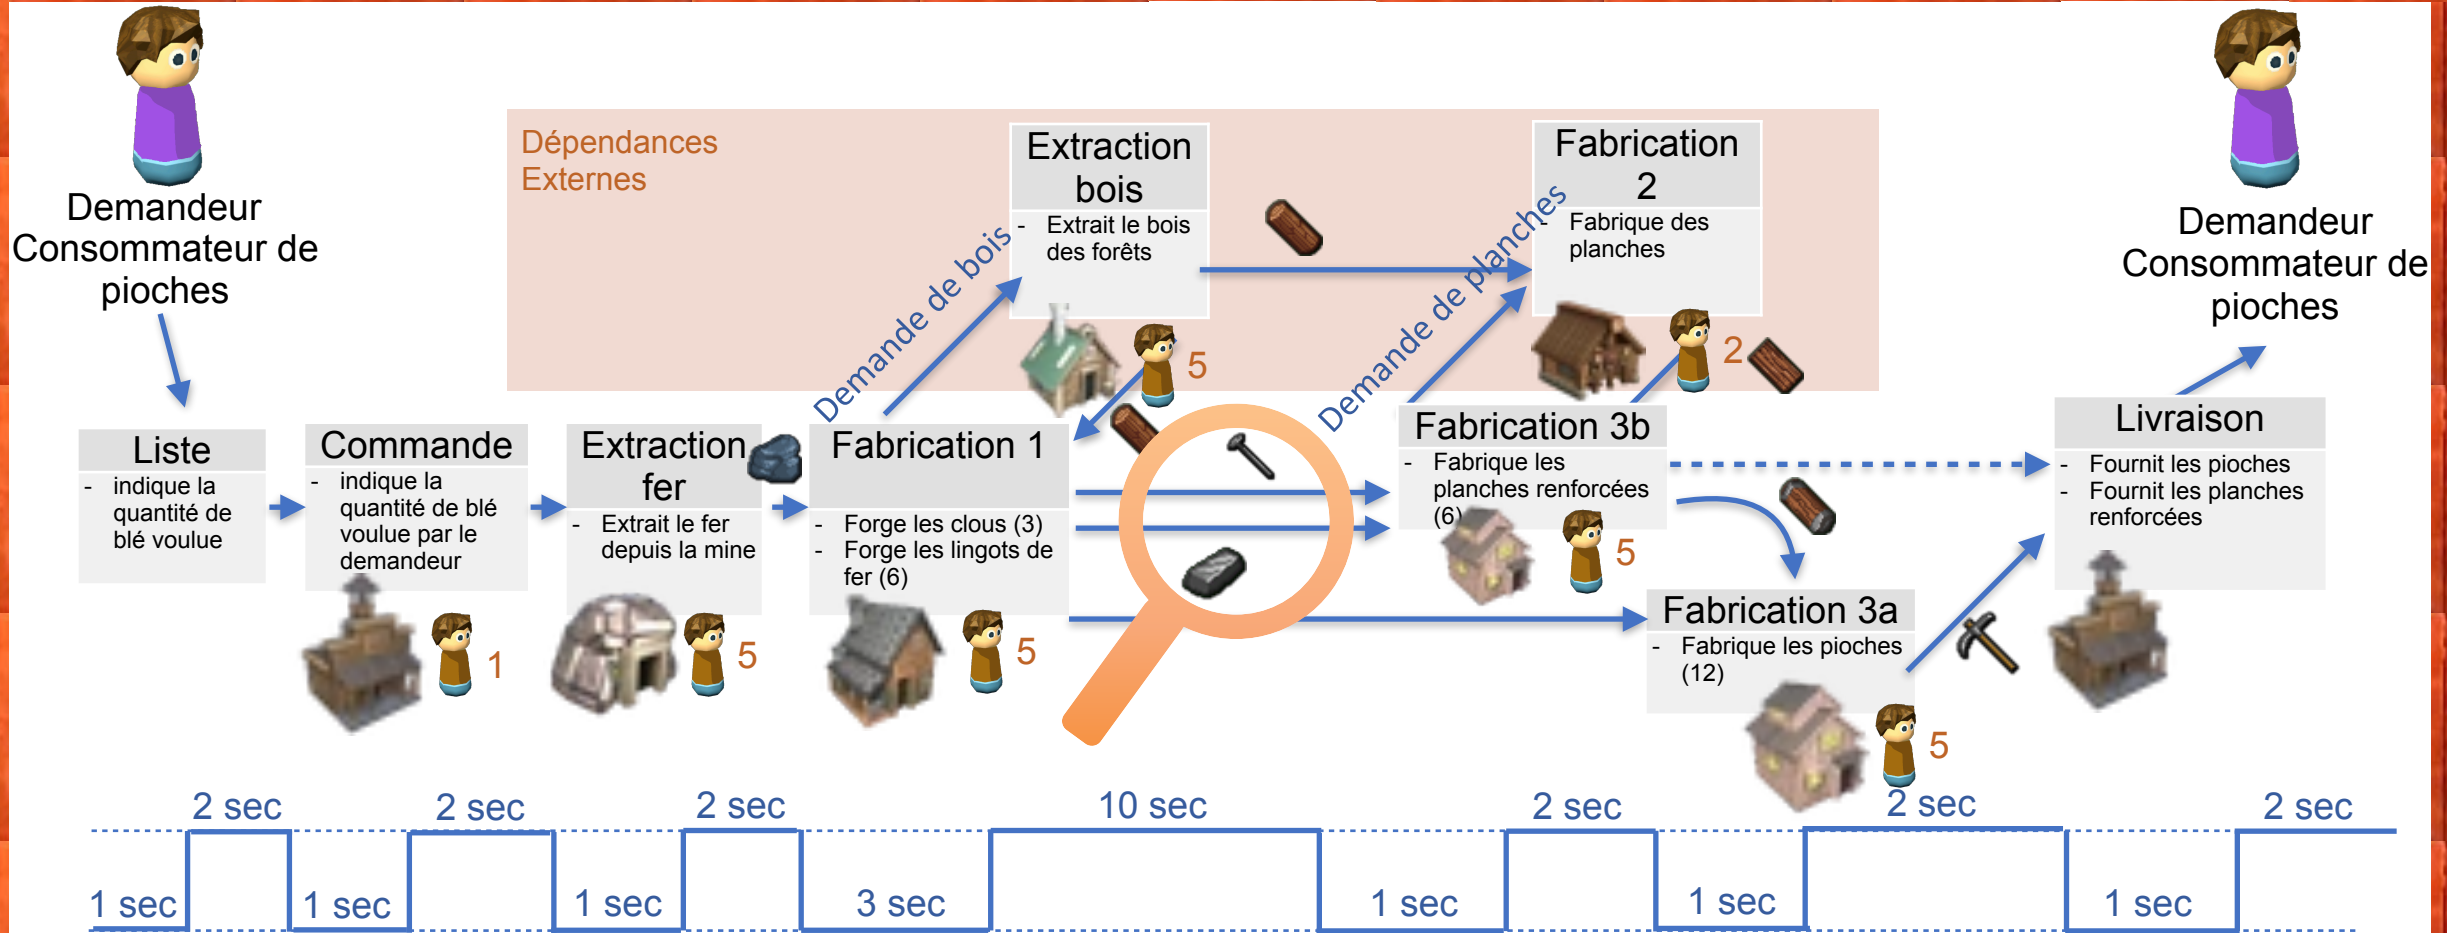 Demandeur
Consommateur de
pioches
Dépendances
Externes
Extraction
bois
- Extrait le bois
des forêts
5
Fabrication
2
- Fabrique des
planches
2
Demandeur
Consommateur de
pioches
Demande de bois
Demande de planches
Liste
- indique la
quantité de
blé voulue
Commande
- indique la
quantité de blé
voulue par le
demandeur
1
Extraction
fer
- Extrait le fer
depuis la mine
5
Fabrication 1
- Forge les clous (3)
- Forge les lingots de
fer (6)
5
Fabrication 3b
- Fabrique les
planches renforcées
(6)
5
Fabrication 3a
- Fabrique les pioches
(12)
5
Livraison
- Fournit les pioches
- Fournit les planches
renforcées
2 sec
2 sec
2 sec
10 sec
2 sec
2 sec
2 sec
1 sec
1 sec
1 sec
3 sec
1 sec
1 sec
1 sec